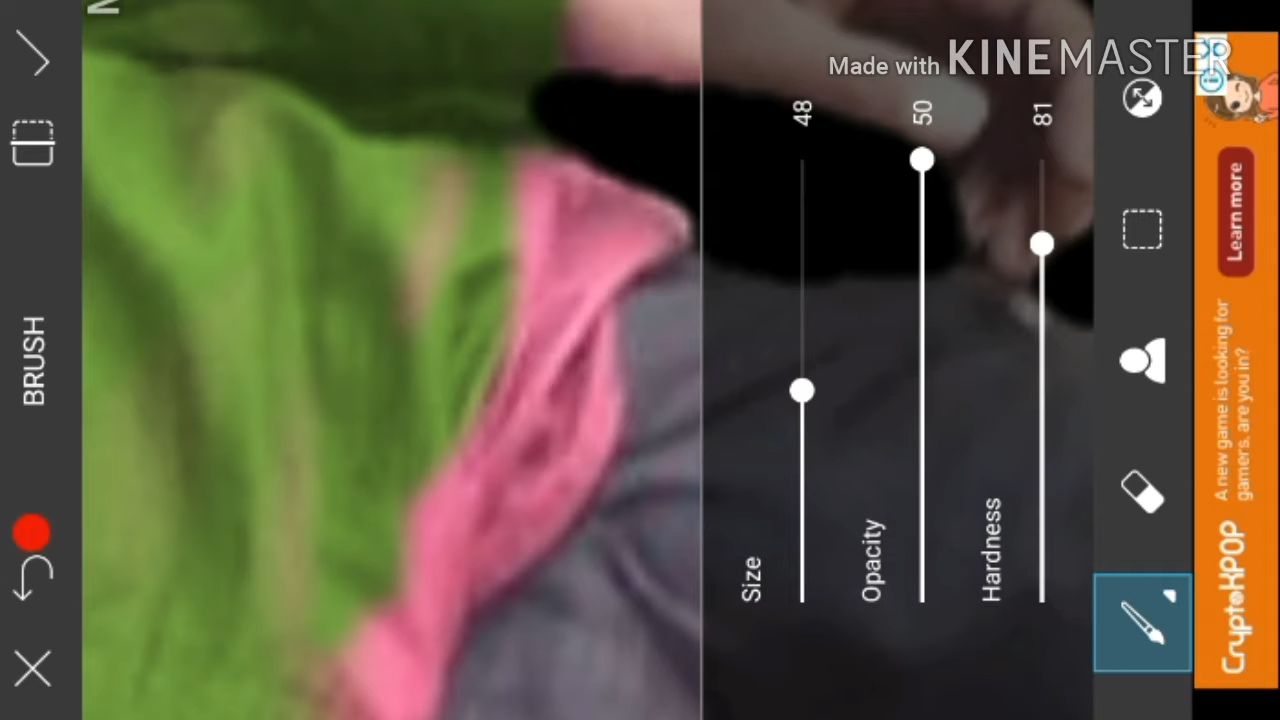 Made with KINEMASTER
BRUSH
Size
48
Opacity
50
Hardness
81
CryptoKPOP
A new game is looking for
gamers, are you in?
Learn more